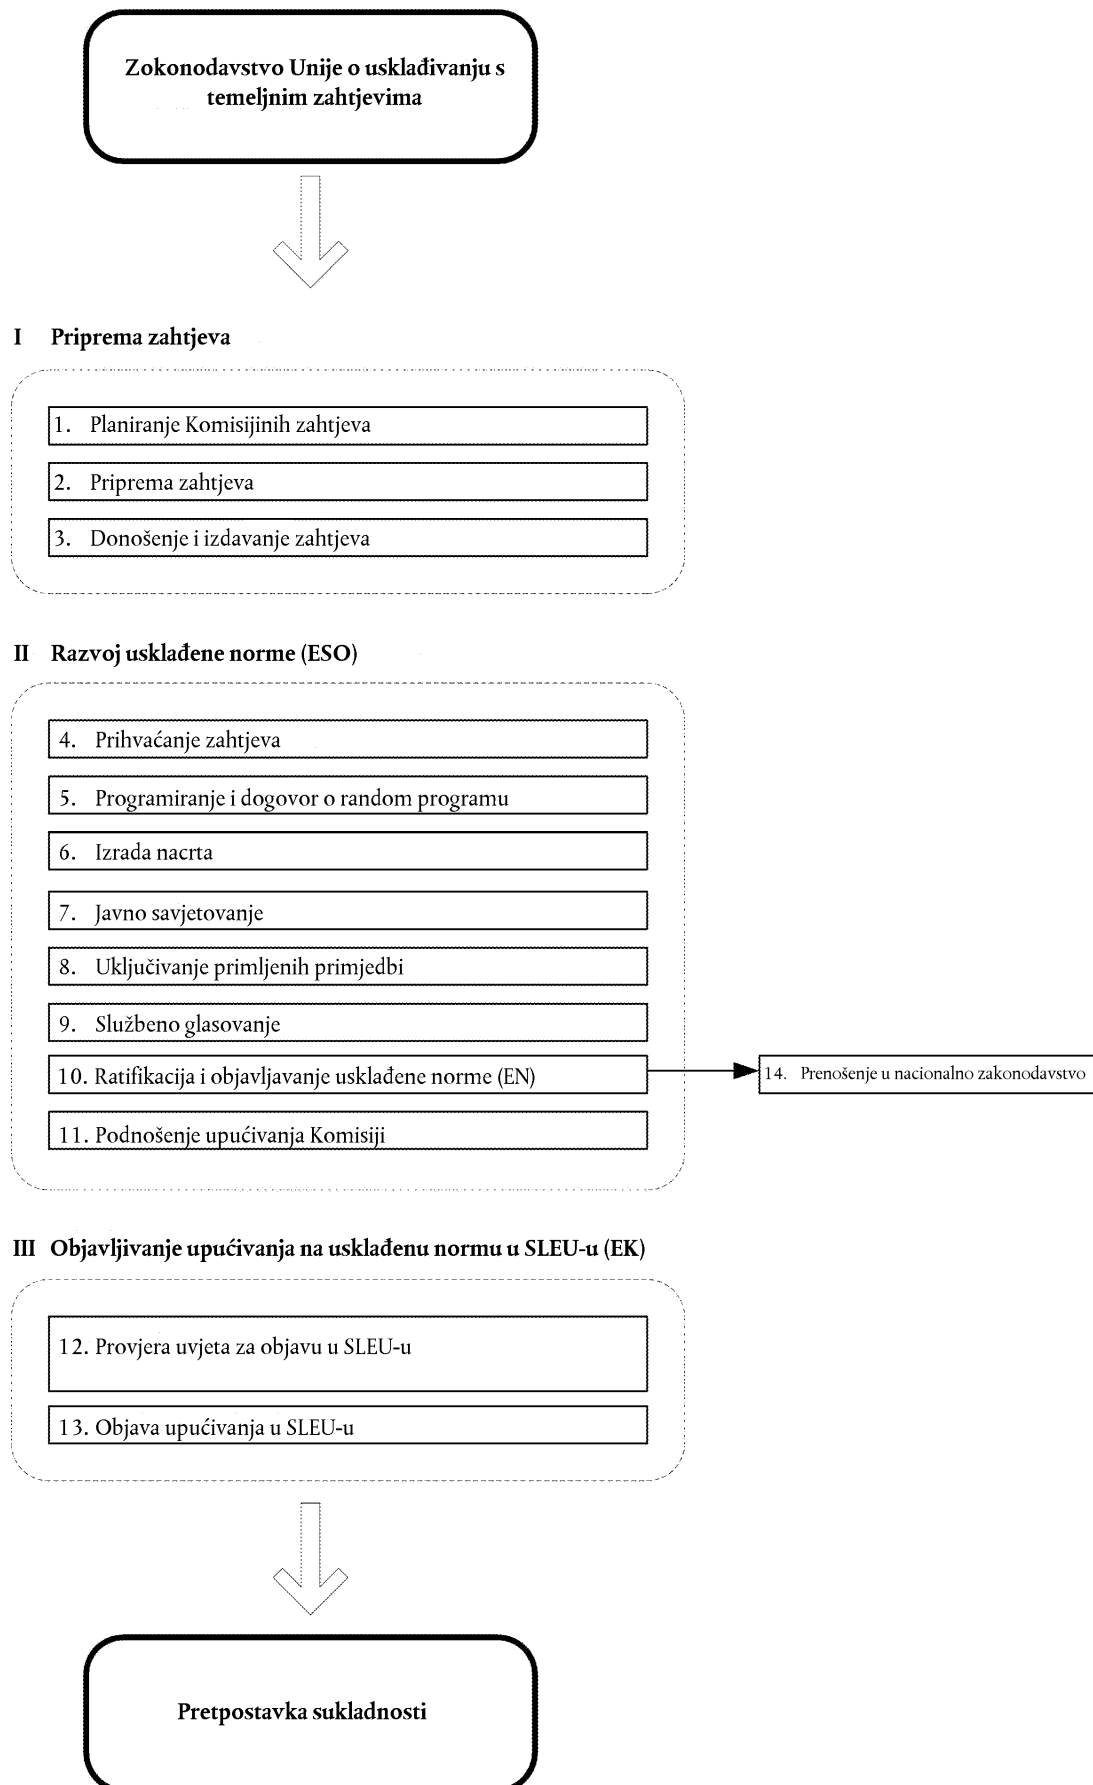 Zokonodavstvo Unije o usklađivanju s
temeljnim zahtjevima
I Priprema zahtjeva
1. Planiranje Komisijinih zahtjeva
2. Priprema zahtjeva
3. Donošenje i izdavanje zahtjeva
II Razvoj usklađene norme (ESO)
4. Prihvaćanje zahtjeva
5. Programiranje i dogovor o random programu
6. Izrada nacrta
7. Javno savjetovanje
8. Uključivanje primljenih primjedbi
9. Službeno glasovanje
10. Ratifikacija i objavljavanje usklađene norme (EN)
14. Prenošenje u nacionalno zakonodavstvo
11. Podnošenje upućivanja Komisiji
III Objavljivanje upućivanja na usklađenu normu u SLEU-u (EK)
12. Provjera uvjeta za objavu u SLEU-u
13. Objava upućivanja u SLEU-u
Pretpostavka sukladnosti